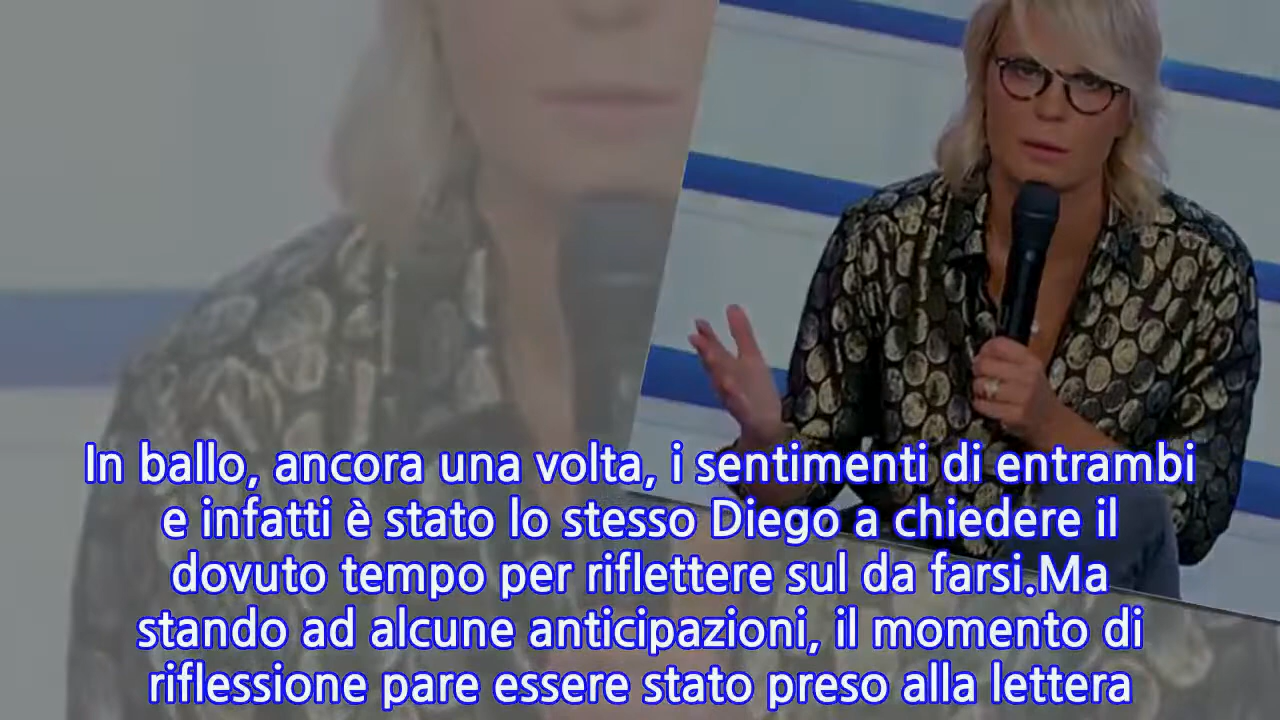 In ballo, ancora una volta, i sentimenti di entrambi
e infatti è stato lo stesso Diego a chiedere il
dovuto tempo per riflettere sul da farsi.Ma
stando ad alcune anticipazioni, il momento di
riflessione pare essere stato preso alla lettera